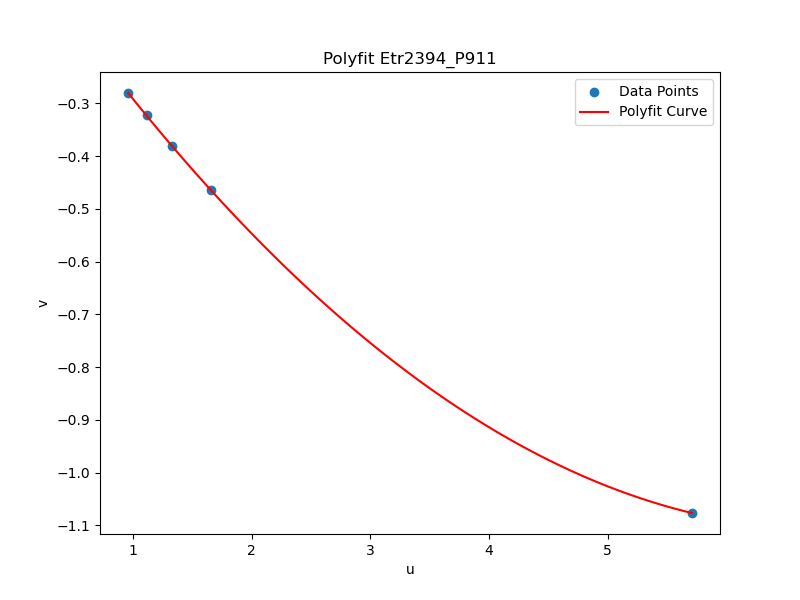 Polyfit Etr2394_P911
Data Points
Polyfit Curve
−0.3
−0.4
−0.5
−0.6
−0.7
−0.8
−0.9
−1.0
−1.1
v
1 2 3 4 5
u